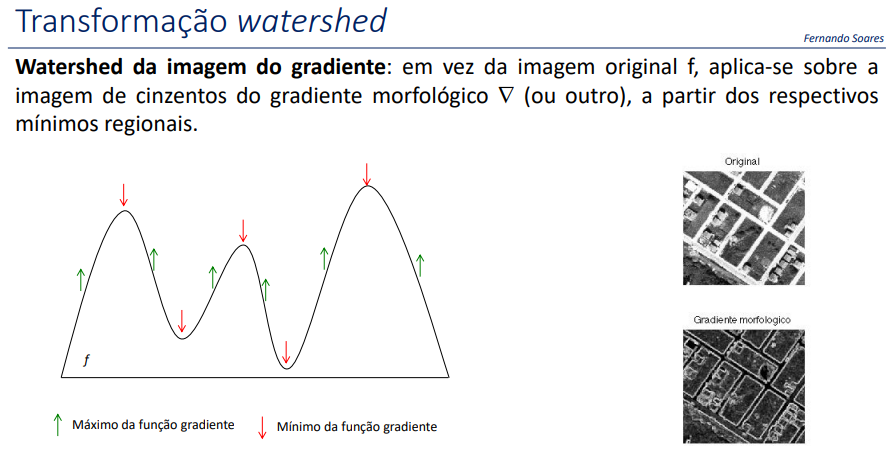 Transformação watershed
Fernando Soares
Watershed da imagem do gradiente: em vez da imagem original f, aplica-se sobre a
imagem de cinzentos do gradiente morfológico ∇ (ou outro), a partir dos respectivos
mínimos regionais.
Original
Gradiente morfologico
f
Máximo da função gradiente
Mínimo da função gradiente